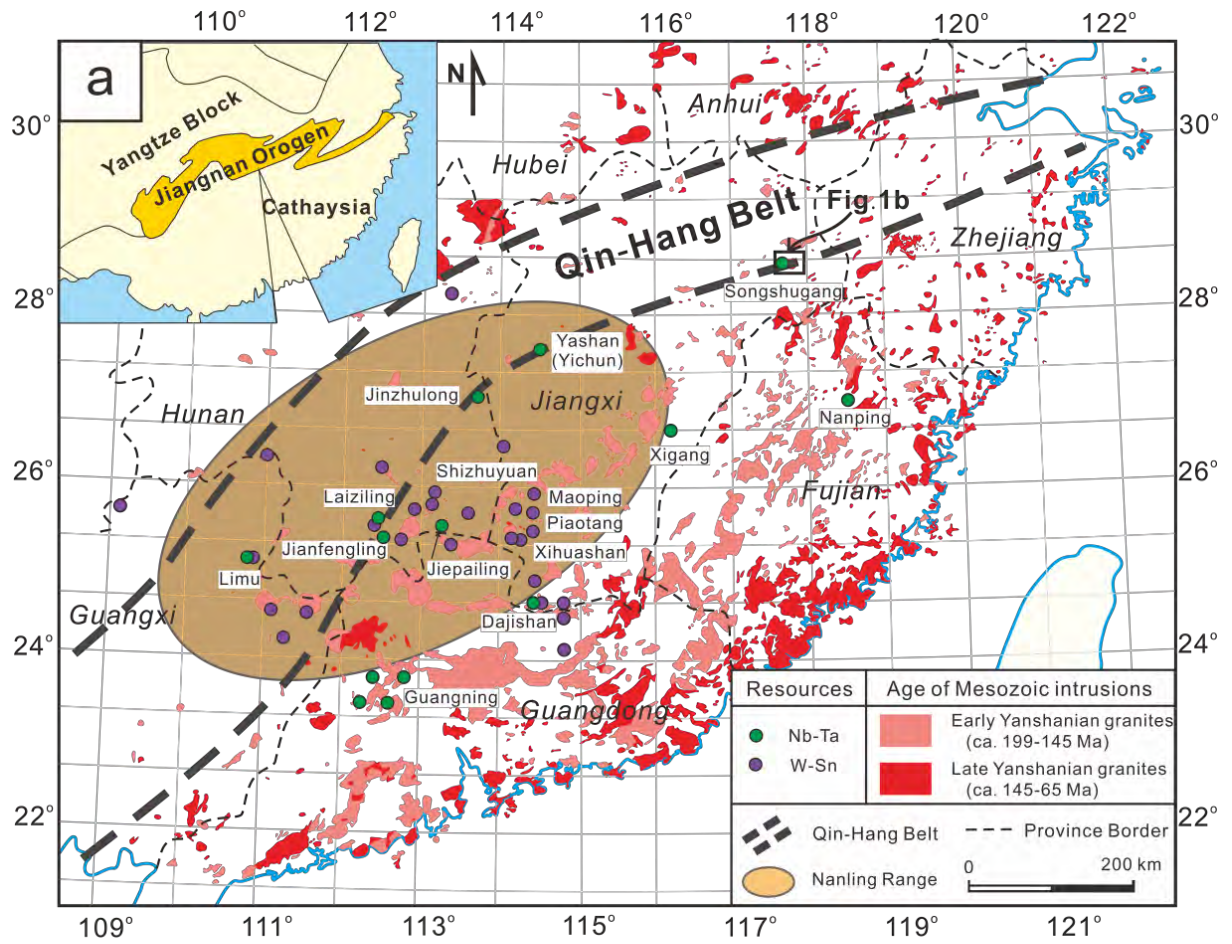 110° 112° 114° 116° 118° 120° 122°
a
N
Yangtze Block
Jiangnan Orogen
Cathaysia
Anhui
Hubei
Qin-Hang Belt
Fig.1b
Zhejiang
Songshugang
30°
28°
26°
24°
22°
30°
28°
26°
24°
22°
Yashan
(Yichun)
Jinzhulong
Jiangxi
Hunan
Nanping
Xigang
Shizhuyuan
Laiziling
Maoping
Fujian
Piaotang
Jianfengling
Xihuashan
Jiepailing
Limu
Guangxi
Dajishan
Guangning
Guangdong
Resources
Age of Mesozoic intrusions
Nb-Ta
Early Yanshanian granites
(ca. 199-145 Ma)
W-Sn
Late Yanshanian granites
(ca. 145-65 Ma)
Qin-Hang Belt
Province Border
Nanling Range
0 200 km
109° 111° 113° 115° 117° 119° 121°